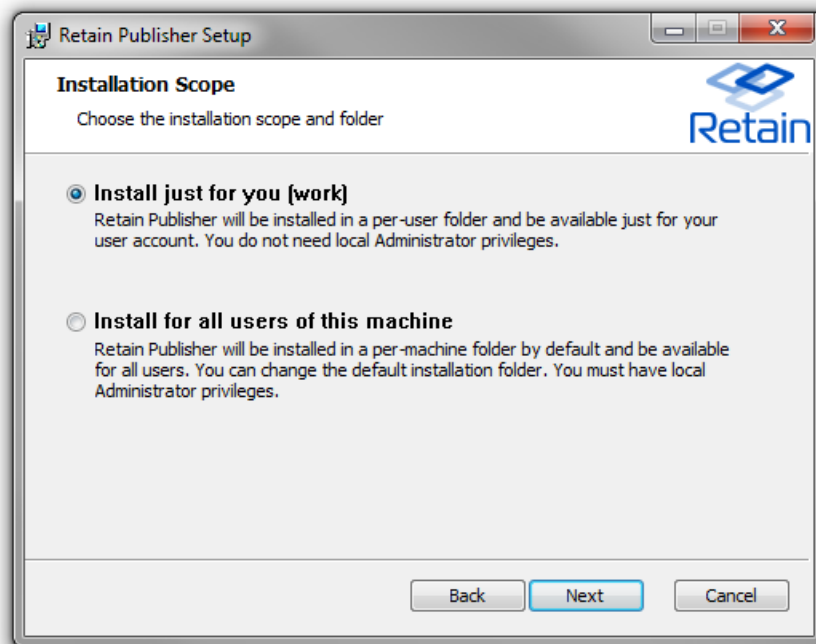 Retain Publisher Setup
Installation Scope
Choose the installation scope and folder
Retain
Install just for you (work)
Retain Publisher will be installed in a per-user folder and be available just for your
user account. You do not need local Administrator privileges.
Install for all users of this machine
Retain Publisher will be installed in a per-machine folder by default and be available
for all users. You can change the default installation folder. You must have local
Administrator privileges.
Back
Next
Cancel